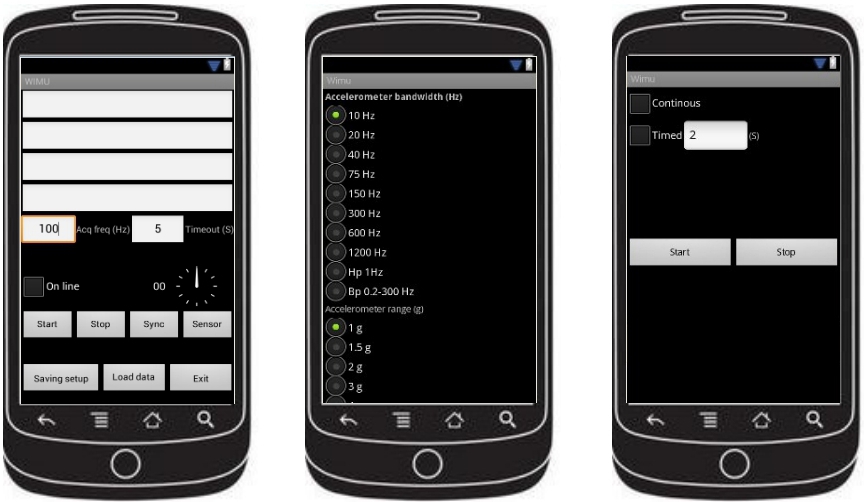 WIMU
100
Acq freq (Hz)
5
Timeout (S)
On line
00
Start
Stop
Sync
Sensor
Saving setup
Load data
Exit
Wimu
Accelerometer bandwidth (Hz)
10 Hz
20 Hz
40 Hz
75 Hz
150 Hz
300 Hz
600 Hz
1200 Hz
Hp 1Hz
Bp 0.2-300 Hz
Accelerometer range (g)
1 g
1.5 g
2 g
3 g
Wimu
Continous
Timed 2 (S)
Start
Stop